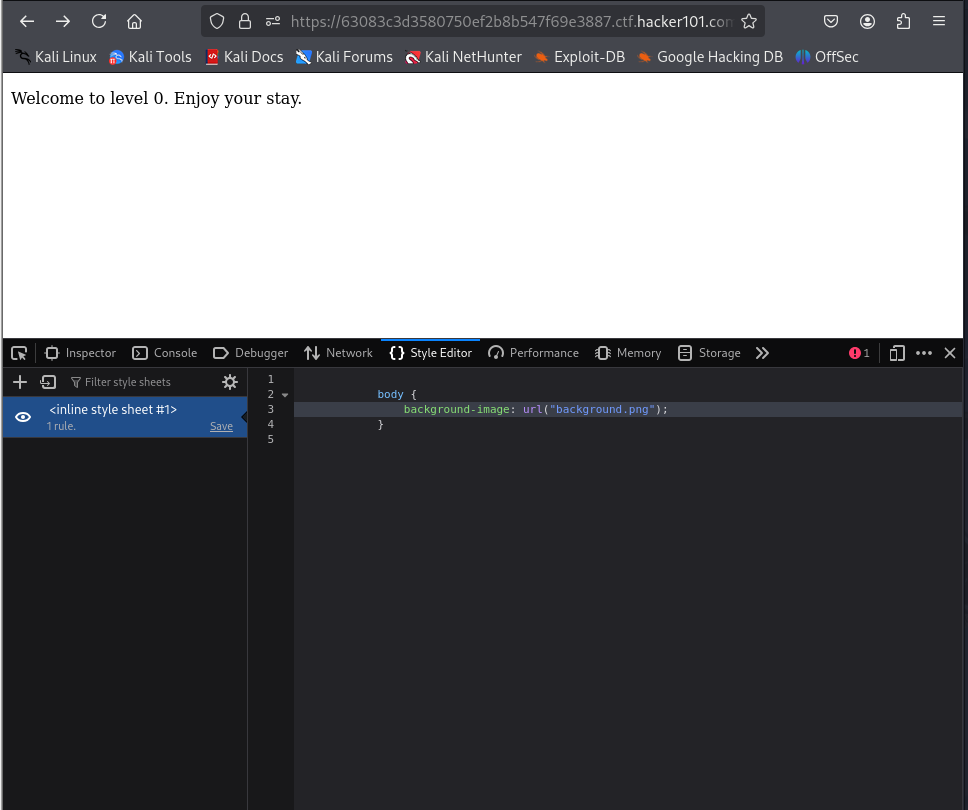 https://63083c3d3580750ef2b8b547f69e3887.ctf.hacker101.com
Kali Linux Kali Tools Kali Docs Kali Forums Kali NetHunter Exploit-DB Google Hacking DB OffSec
Welcome to level 0. Enjoy your stay.
Inspector Console Debugger Network {} Style Editor Performance Memory Storage 1
Filter style sheets
<inline style sheet #1>
1 rule. Save
1
2 body {
3 background-image: url("background.png");
4 }
5